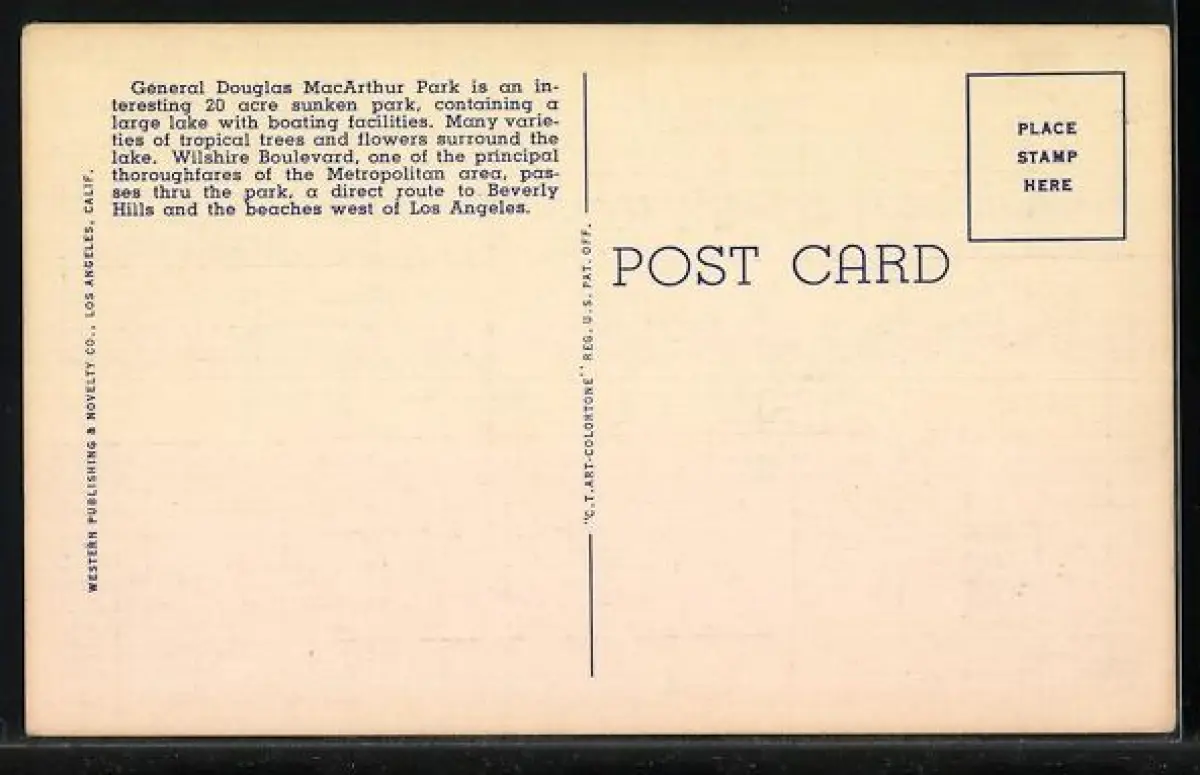 General Douglas MacArthur Park is an in-
teresting 20 acre sunken park, containing a
large lake with boating facilities. Many varie-
ties of tropical trees and flowers surround the
lake. Wilshire Boulevard, one of the principal
thoroughfares of the Metropolitan area, pas-
ses thru the park, a direct route to Beverly
Hills and the beaches west of Los Angeles.
WESTERN PUBLISHING & NOVELTY CO., LOS ANGELES, CALIF.
"C.T.ART-COLORTONE" REG. U.S. PAT. OFF.
POST CARD
PLACE
STAMP
HERE